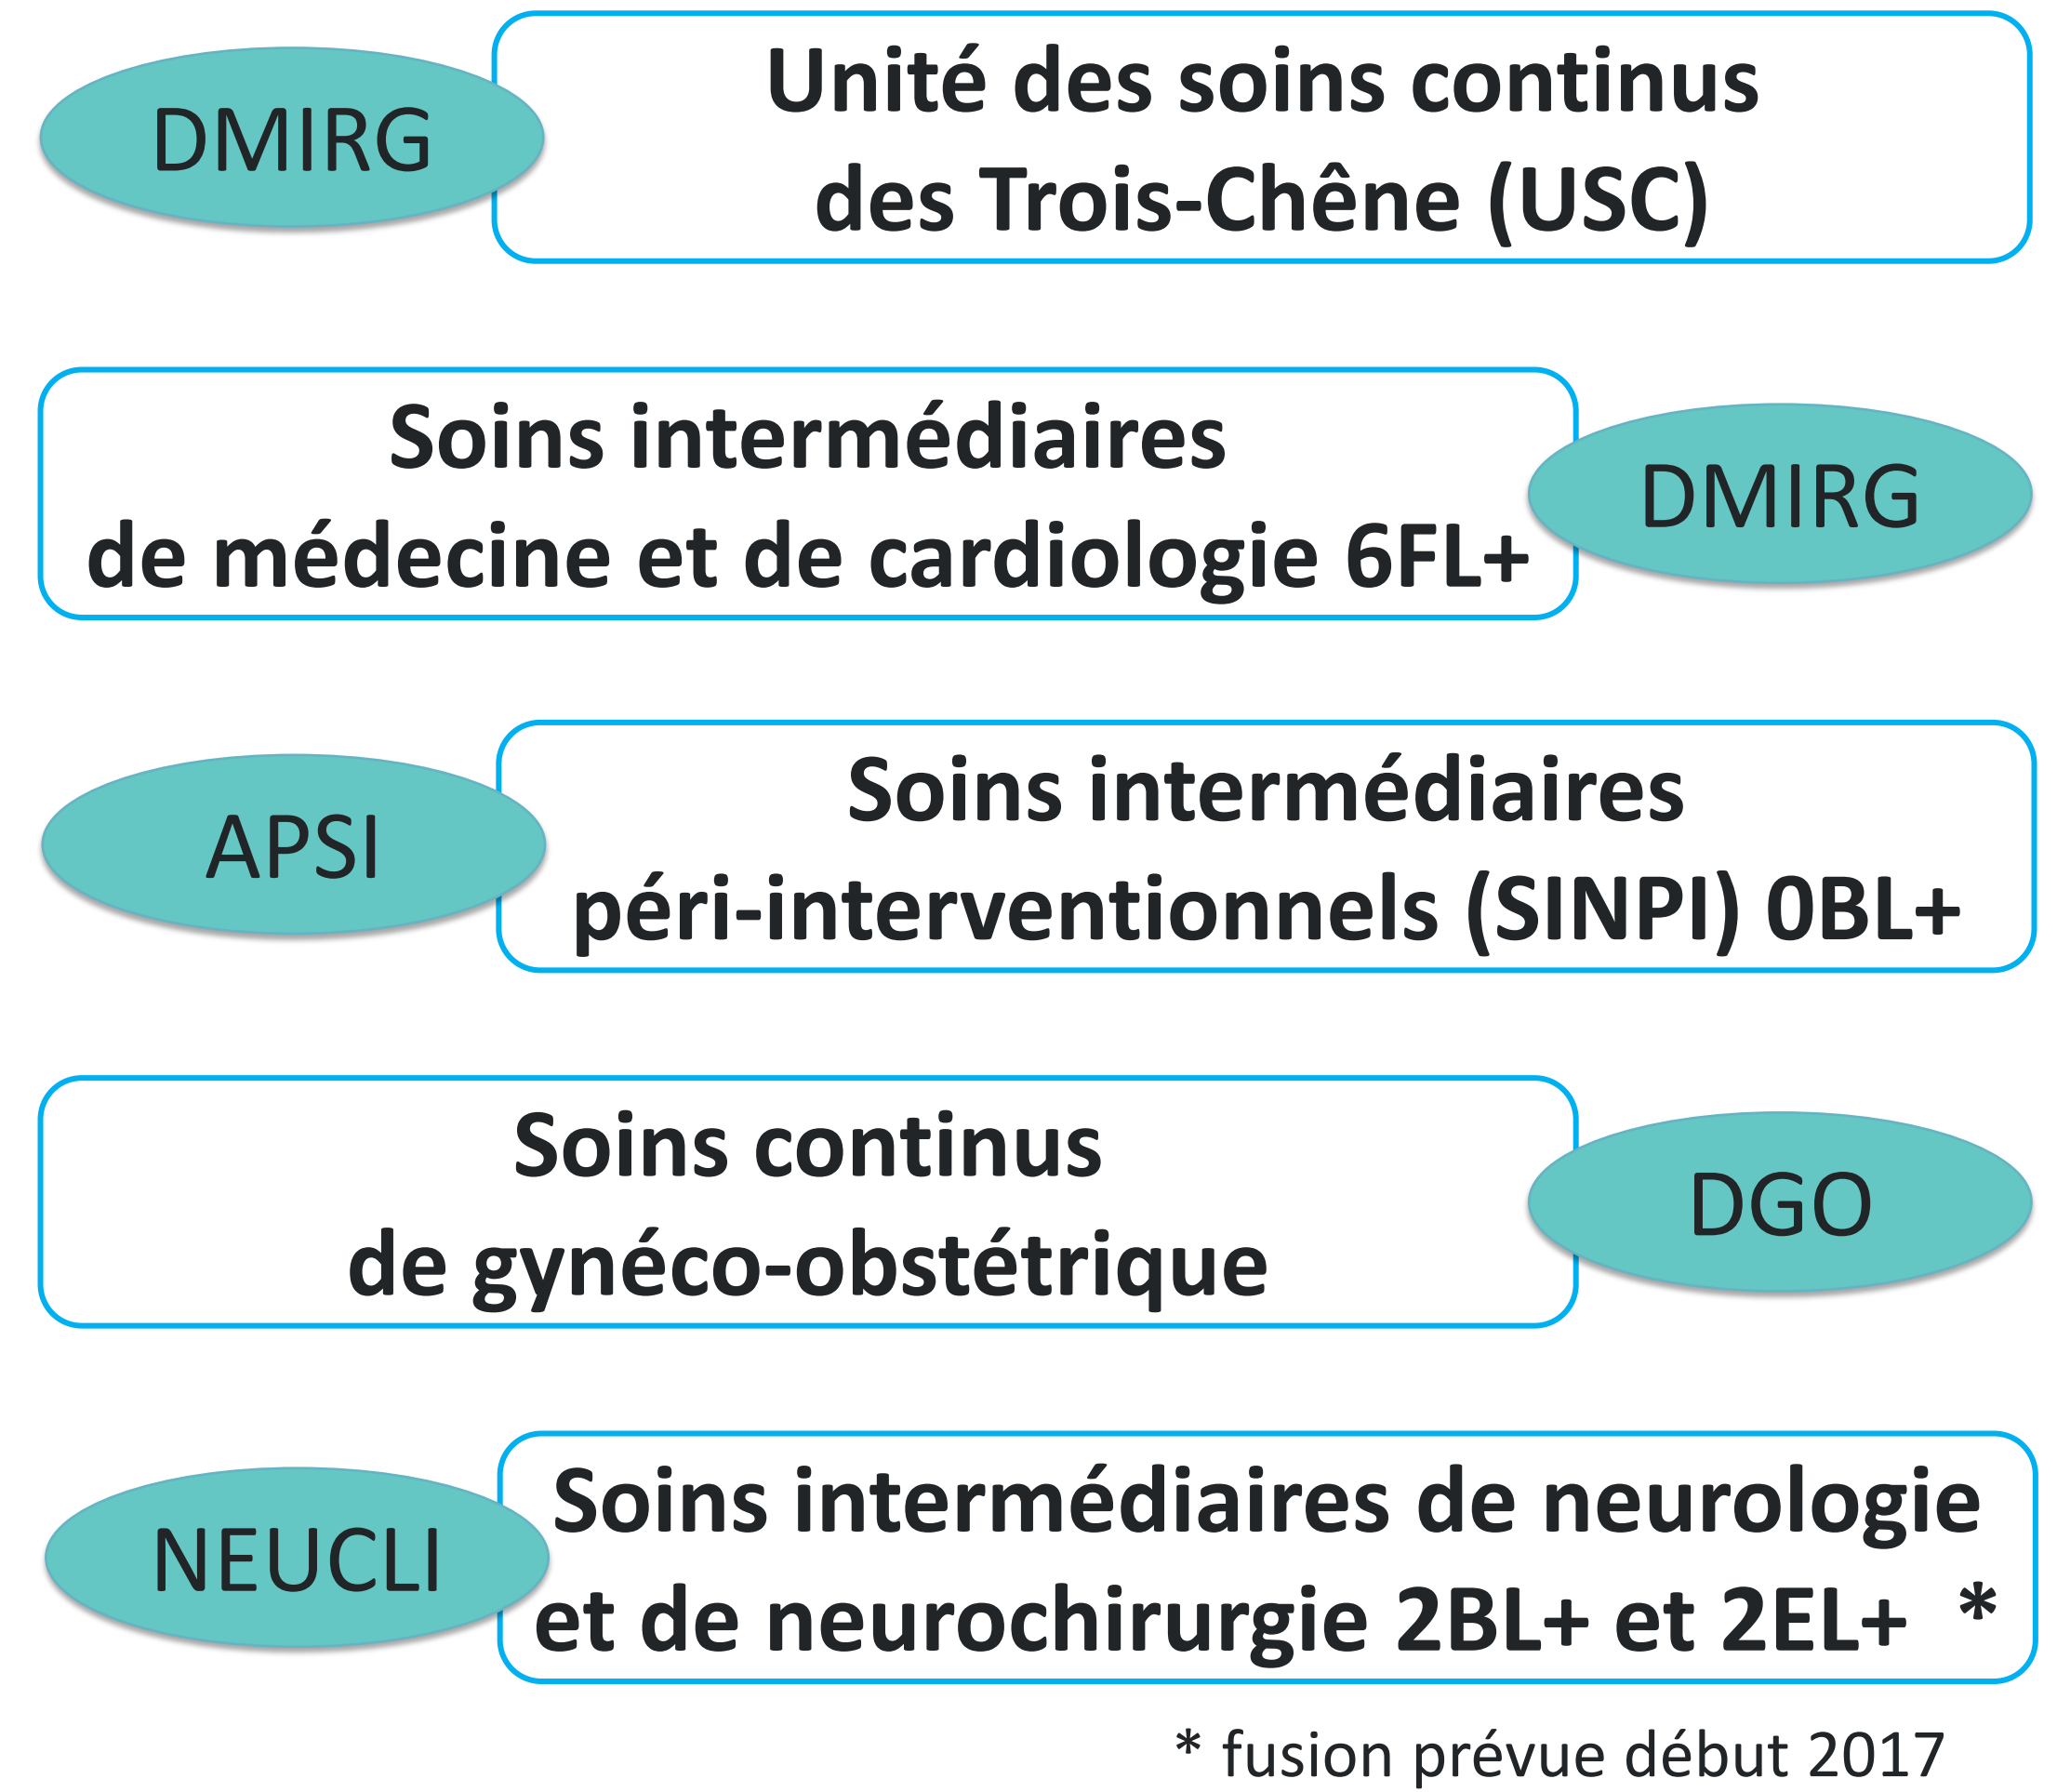 DMIRG
Unité des soins continus
des Trois-Chêne (USC)
Soins intermédiaires
de médecine et de cardiologie 6FL+
DMIRG
APSI
Soins intermédiaires
péri-interventionnels (SINPI) 0BL+
Soins continus
de gynéco-obstétrique
DGO
NEUCLI
Soins intermédiaires de neurologie
et de neurochirurgie 2BL+ et 2EL+ *
* fusion prévue début 2017